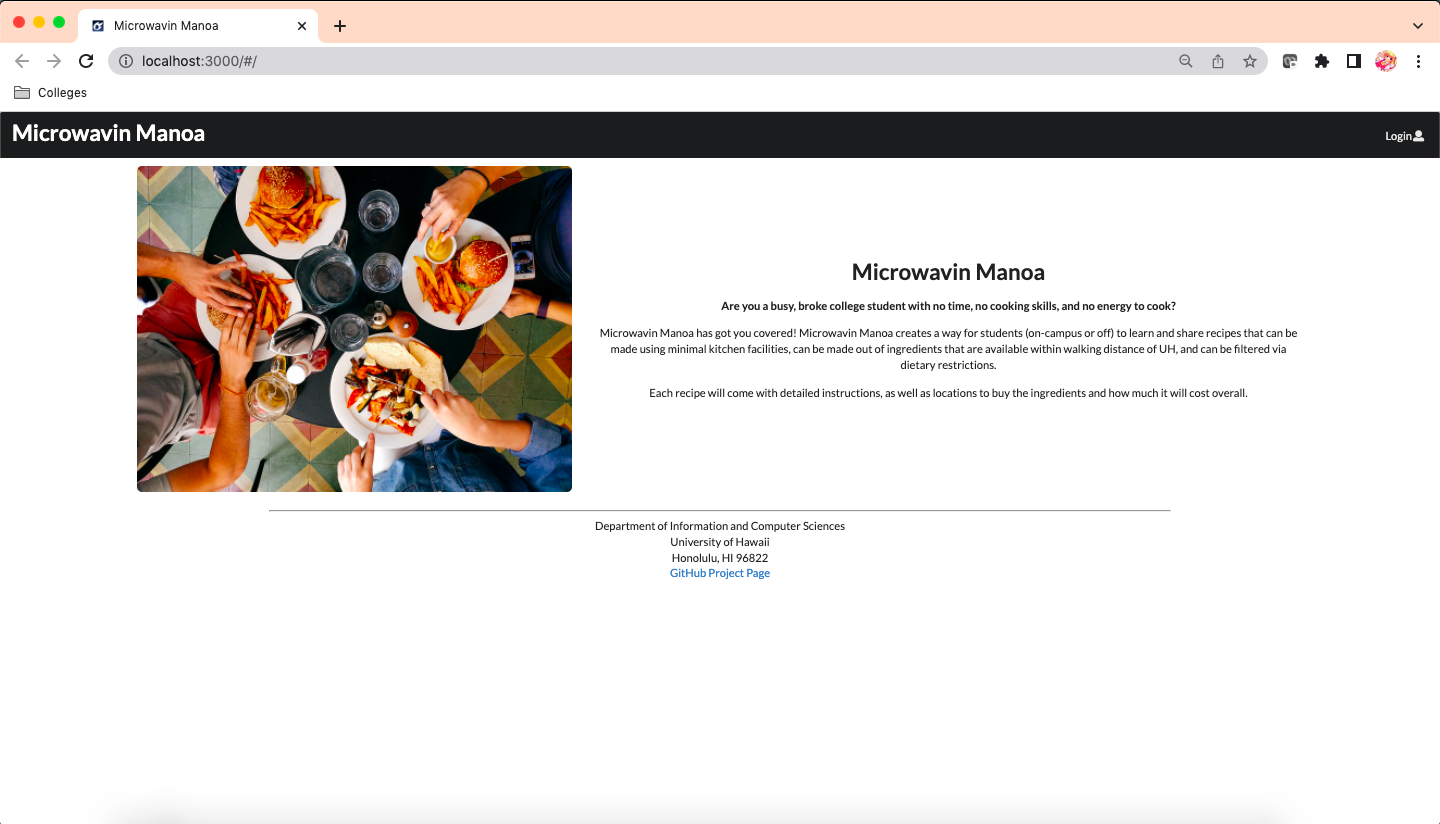 Microwavin Manoa
localhost:3000/#/
Colleges
Microwavin Manoa
Login
Microwavin Manoa
Are you a busy, broke college student with no time, no cooking skills, and no energy to cook?
Microwavin Manoa has got you covered! Microwavin Manoa creates a way for students (on-campus or off) to learn and share recipes that can be
made using minimal kitchen facilities, can be made out of ingredients that are available within walking distance of UH, and can be filtered via
dietary restrictions.
Each recipe will come with detailed instructions, as well as locations to buy the ingredients and how much it will cost overall.
Department of Information and Computer Sciences
University of Hawaii
Honolulu, HI 96822
GitHub Project Page